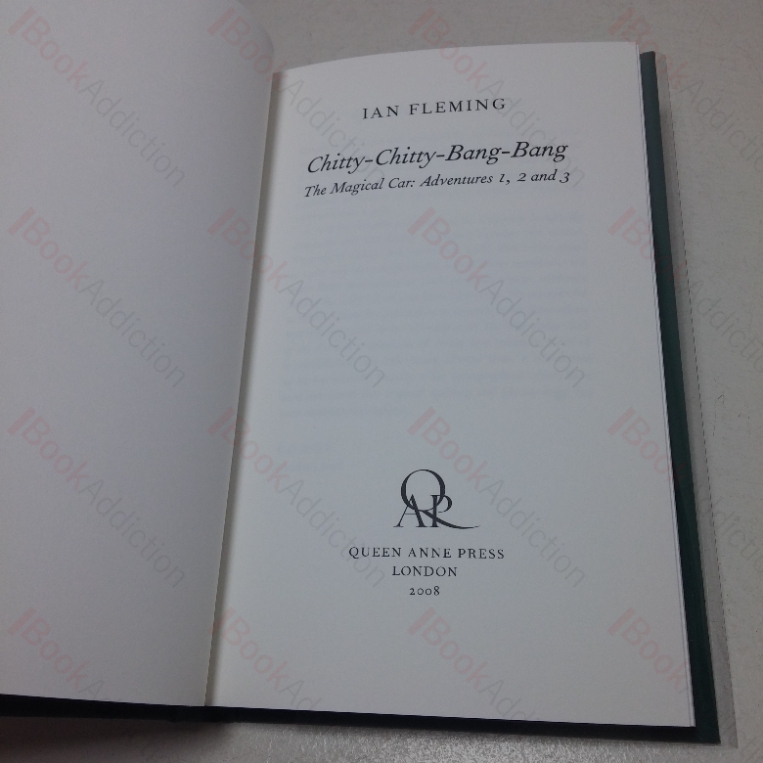 IAN FLEMING
Chitty-Chitty-Bang-Bang
The Magical Car: Adventures 1, 2 and 3
QAP
QUEEN ANNE PRESS
LONDON
2008
BookAddiction